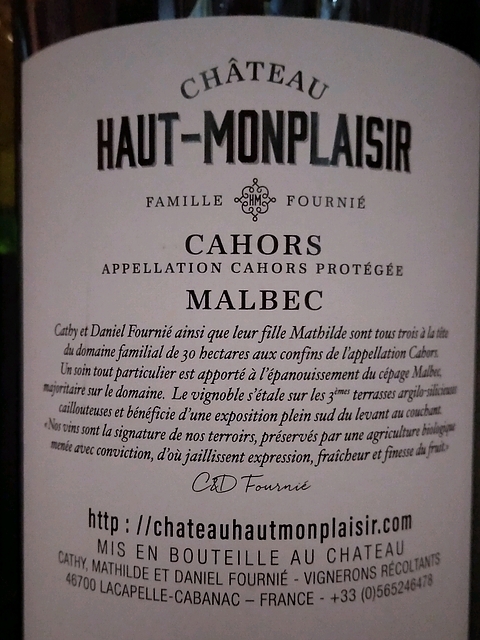 CHÂTEAU
HAUT-MONPLAISIR
FAMILLE HM FOURNIÉ
CAHORS
APPELLATION CAHORS PROTÉGÉE
MALBEC
Cathy et Daniel Fournié ainsi que leur fille Mathilde sont tous trois à la tête
du domaine familial de 30 hectares aux confins de l'appellation Cahors.
Un soin tout particulier est apporté à l'épanouissement du cépage Malbec,
majoritaire sur le domaine. Le vignoble s'étale sur les 3èmes terrasses argilo-siliceuses
caillouteuses et bénéficie d'une exposition plein sud du levant au couchant.
«Nos vins sont la signature de nos terroirs, préservés par une agriculture biologique
menée avec conviction, d'où jaillissent expression, fraîcheur et finesse du fruit.»
C&D Fournié
http : //chateauhautmonplaisir.com
MIS EN BOUTEILLE AU CHATEAU
CATHY, MATHILDE ET DANIEL FOURNIÉ - VIGNERONS RÉCOLTANTS
46700 LACAPELLE-CABANAC – FRANCE - +33 (0)565246478